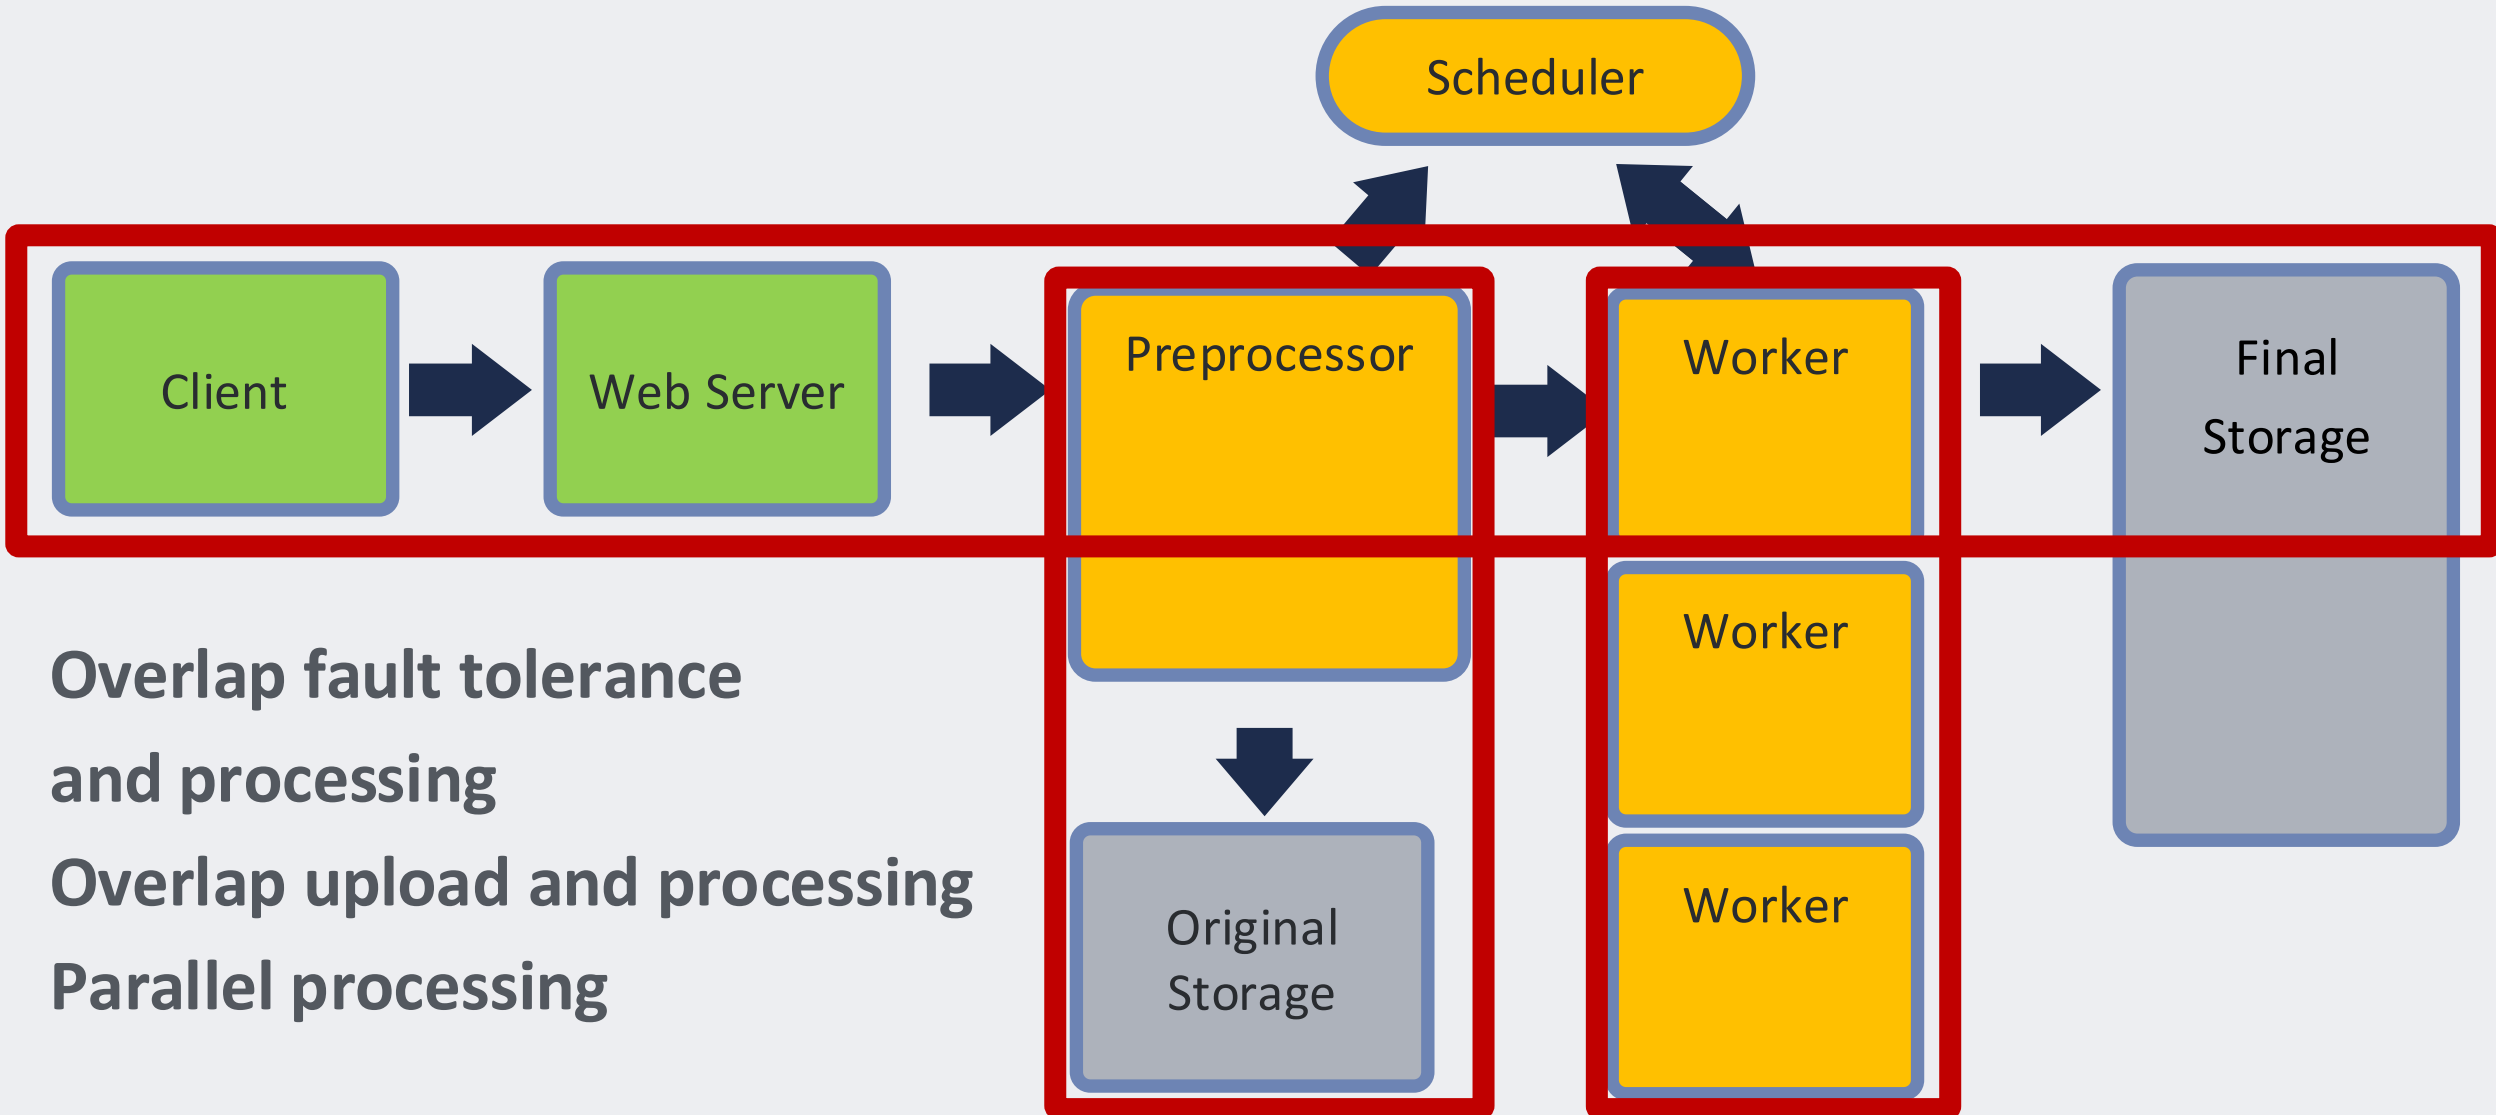 Scheduler
Client
Web Server
Preprocessor
Worker
Final
Storage
Worker
Worker
Original
Storage
Overlap fault tolerance
and processing
Overlap upload and processing
Parallel processing